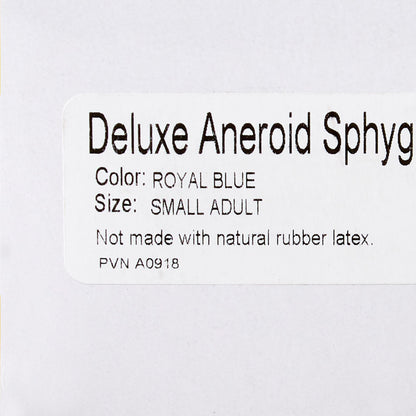 Deluxe Aneroid Sphyg
Color: ROYAL BLUE
Size: SMALL ADULT
Not made with natural rubber latex.
PVN A0918